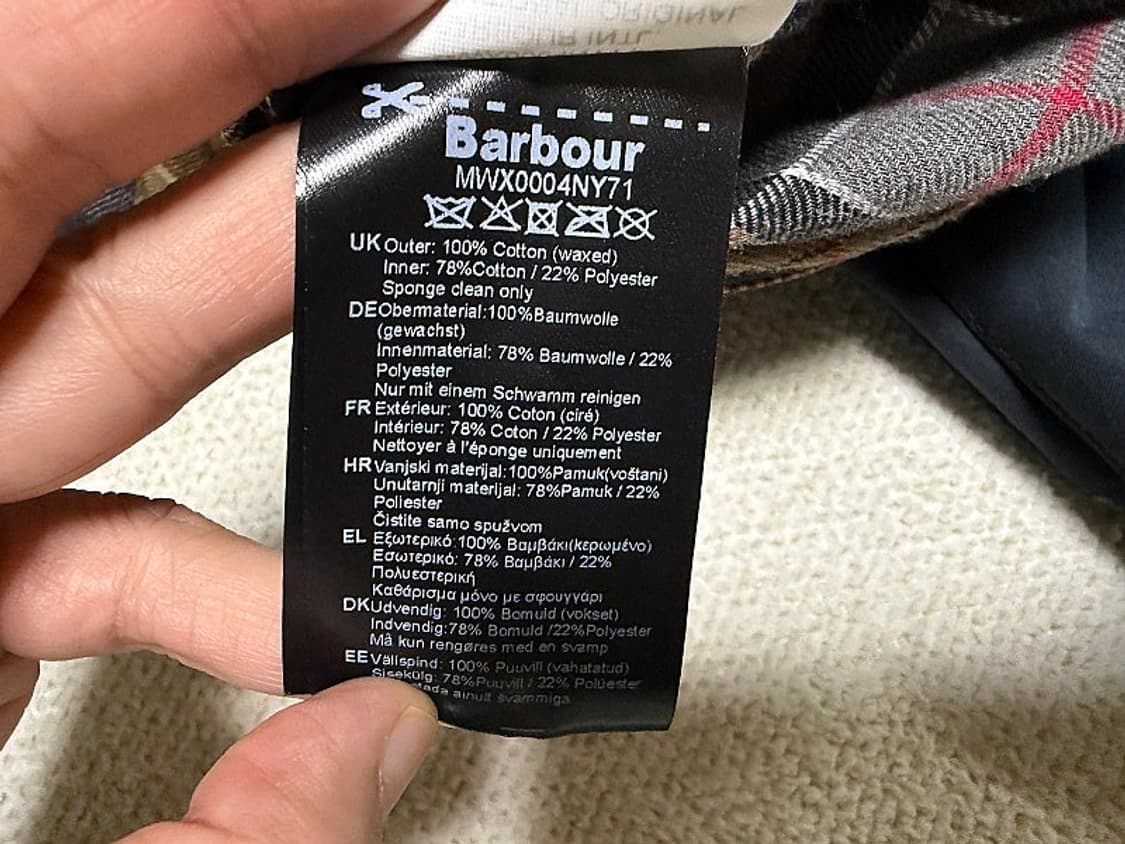 ORIGINAL
INTL.
Barbour
MWX0004NY71
UK Outer: 100% Cotton (waxed)
Inner: 78%Cotton / 22% Polyester
Sponge clean only
DE Obermaterial:100%Baumwolle
(gewachst)
Innenmaterial: 78% Baumwolle / 22%
Polyester
Nur mit einem Schwamm reinigen
FR Extérieur: 100% Coton (ciré)
Intérieur: 78% Coton / 22% Polyester
Nettoyer à l'éponge uniquement
HR Vanjski materijal:100%Pamuk(voštani)
Unutarnji materijal: 78%Pamuk / 22%
Poliester
Čistite samo spužvom
EL Εξωτερικό:100% Βαμβάκι(κερωμένο)
Εσωτερικό: 78% Βαμβάκι / 22%
Πολυεστερική
Καθάρισμα μόνο με σφουγγάρι
DK Udvendig: 100% Bomuld (vokset)
Indvendig:78% Bomuld /22%Polyester
Må kun rengøres med en svamp
EE Välispind: 100% Puuvill (vahatatud)
Sisekülg: 78%Puuvill / 22% Polüester
ainult švammiga